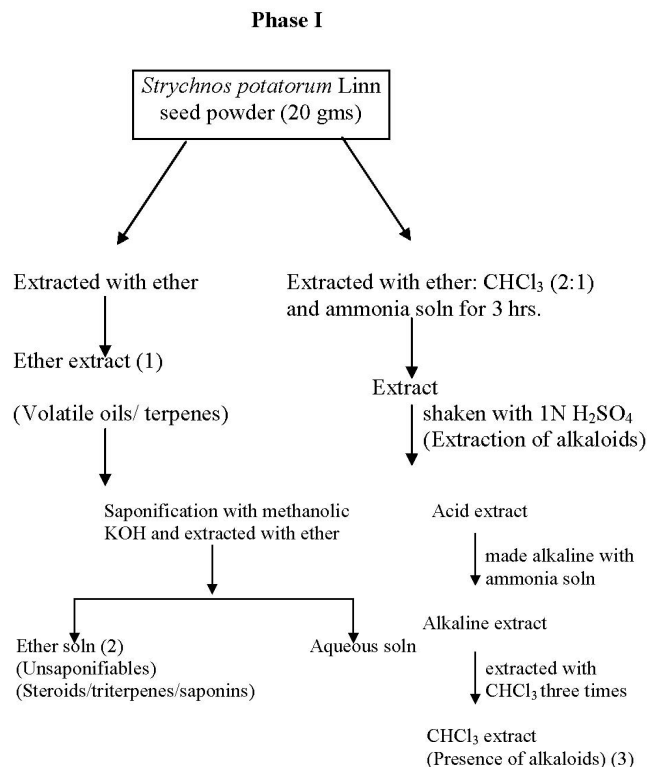 Phase I
Strychnos potatorum Linn
seed powder (20 gms)
Extracted with ether
Ether extract (1)
(Volatile oils/ terpenes)
Saponification with methanolic
KOH and extracted with ether
Ether soln (2)
(Unsaponifiables)
(Steroids/triterpenes/saponins)
Aqueous soln
Extracted with ether: CHCl₃ (2:1)
and ammonia soln for 3 hrs.
Extract
shaken with 1N H₂SO₄
(Extraction of alkaloids)
Acid extract
made alkaline with
ammonia soln
Alkaline extract
extracted with
CHCl₃ three times
CHCl₃ extract
(Presence of alkaloids) (3)